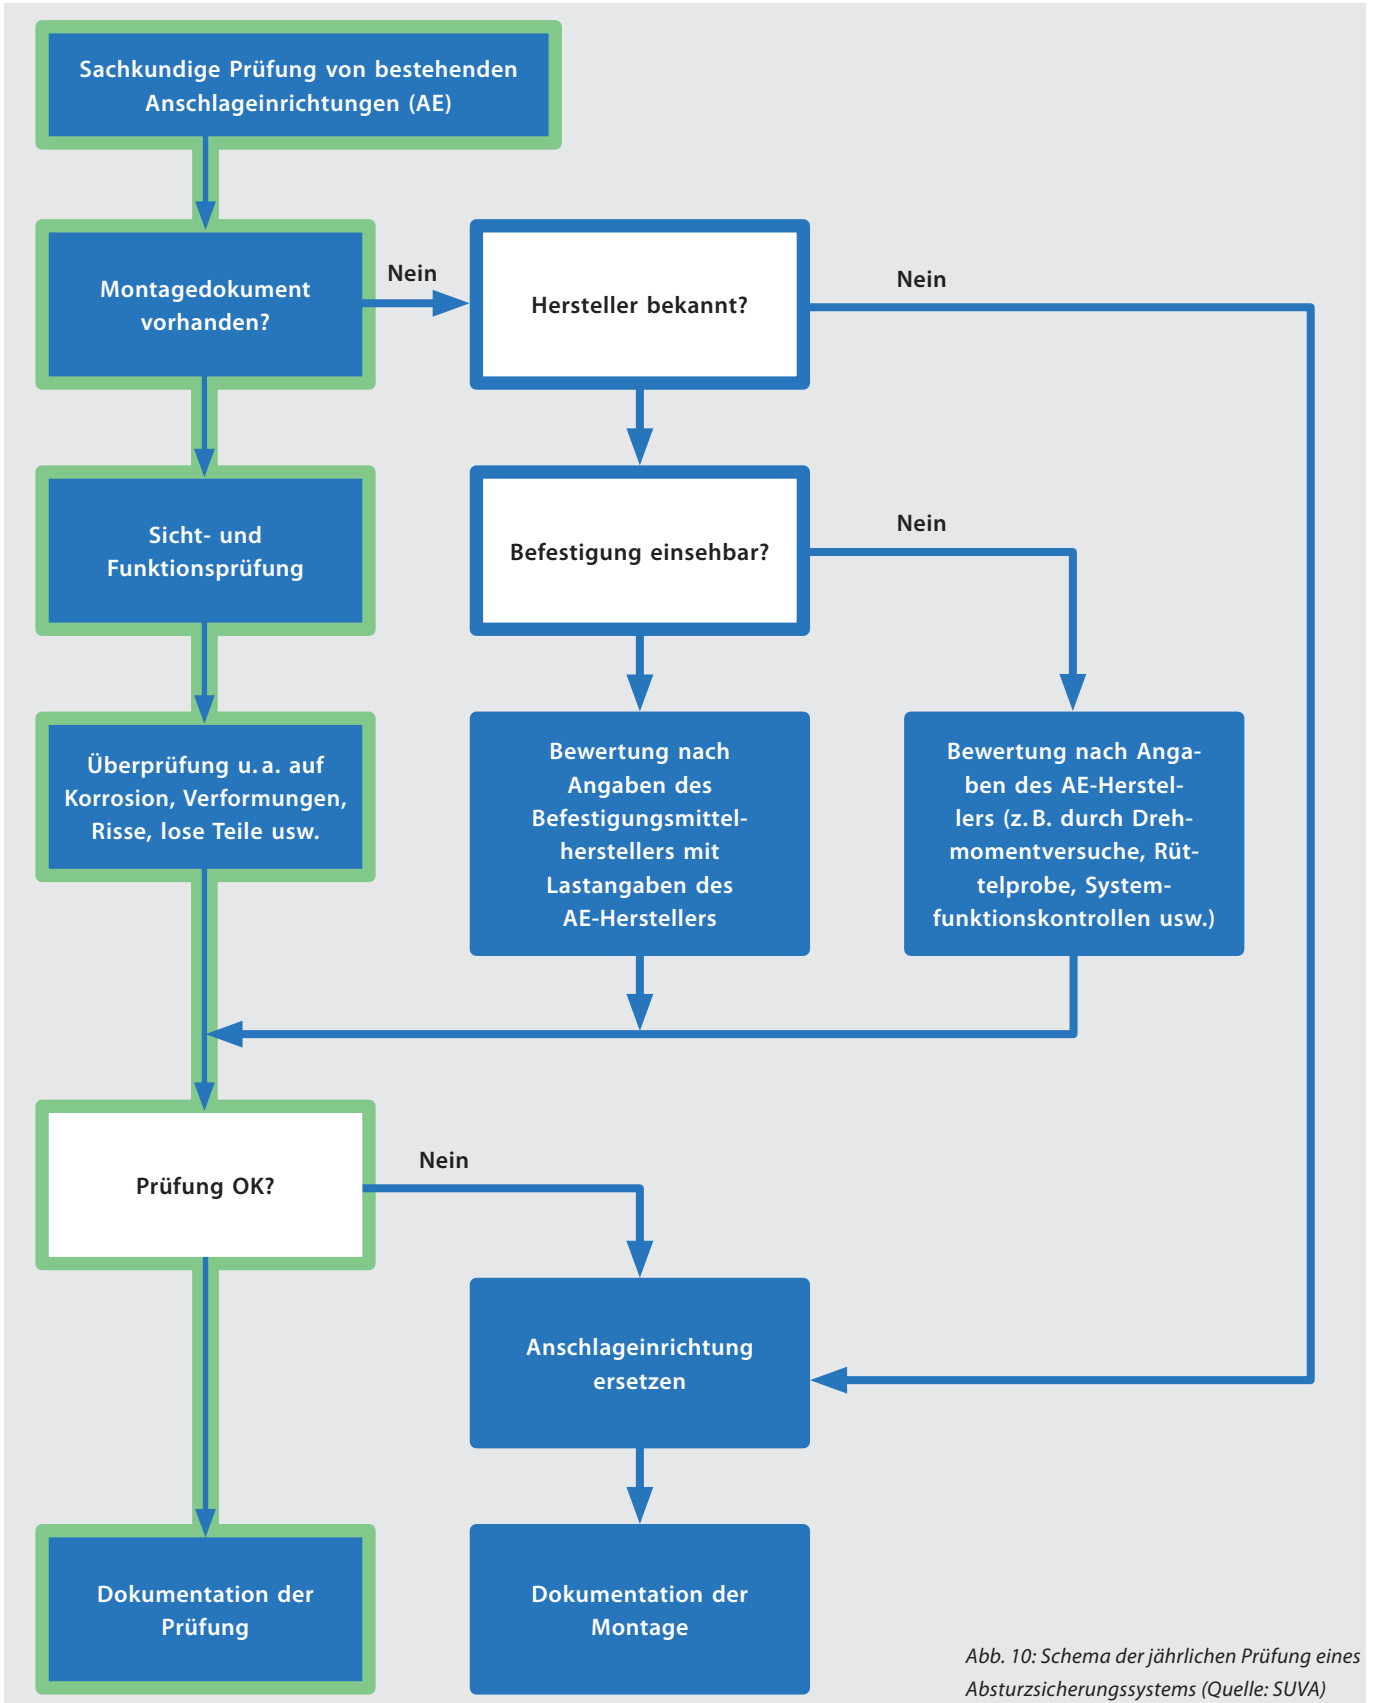 Sachkundige Prüfung von bestehenden
Anschlageinrichtungen (AE)
Montagedokument
vorhanden?
Nein
Hersteller bekannt?
Nein
Sicht- und
Funktionsprüfung
Befestigung einsehbar?
Nein
Überprüfung u. a. auf
Korrosion, Verformungen,
Risse, lose Teile usw.
Bewertung nach
Angaben des
Befestigungsmittel-
herstellers mit
Lastangaben des
AE-Herstellers
Bewertung nach Anga-
ben des AE-Herstel-
lers (z. B. durch Dreh-
momentversuche, Rüt-
telprobe, System-
funktionskontrollen usw.)
Prüfung OK?
Nein
Anschlageinrichtung
ersetzen
Dokumentation der
Prüfung
Dokumentation der
Montage
Abb. 10: Schema der jährlichen Prüfung eines
Absturzsicherungssystems (Quelle: SUVA)